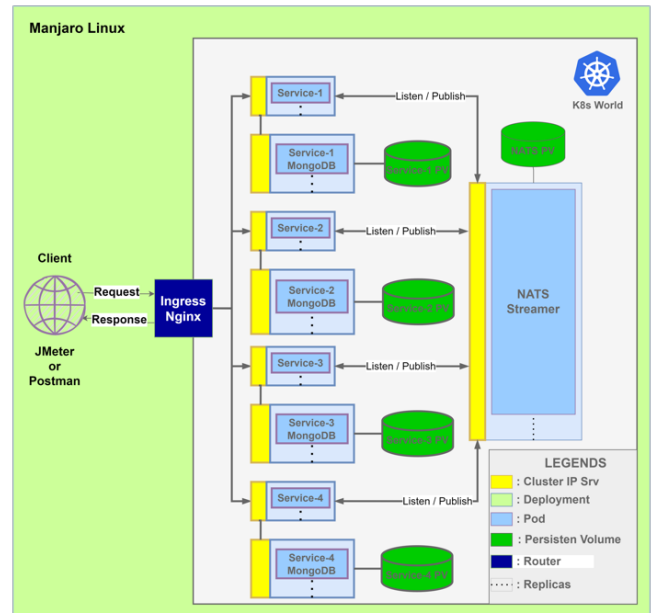 Manjaro Linux
K8s World
Service-1
Listen / Publish
NATS PV
Service-1
MongoDB
Service-1 PV
Service-2
Listen / Publish
Client
Request
Response
JMeter
or
Postman
Ingress
Nginx
Service-2
MongoDB
Service-2 PV
NATS
Streamer
Service-3
Listen / Publish
Service-3
MongoDB
Service-3 PV
Service-4
Listen / Publish
Service-4
MongoDB
Service-4 PV
LEGENDS
: Cluster IP Srv
: Deployment
: Pod
: Persisten Volume
: Router
: Replicas